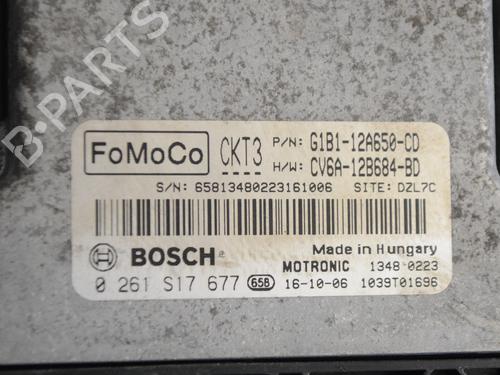 B-PARTS
FoMoCo
CKT3
P/N: G1B1-12A650-CD
H/W: CV6A-12B684-BD
S/N: 65813480223161006 SITE: DZL7C
BOSCH
Made in Hungary
MOTRONIC 1348 0223
0 261 S17 677 65B 16-10-06 1039T01696